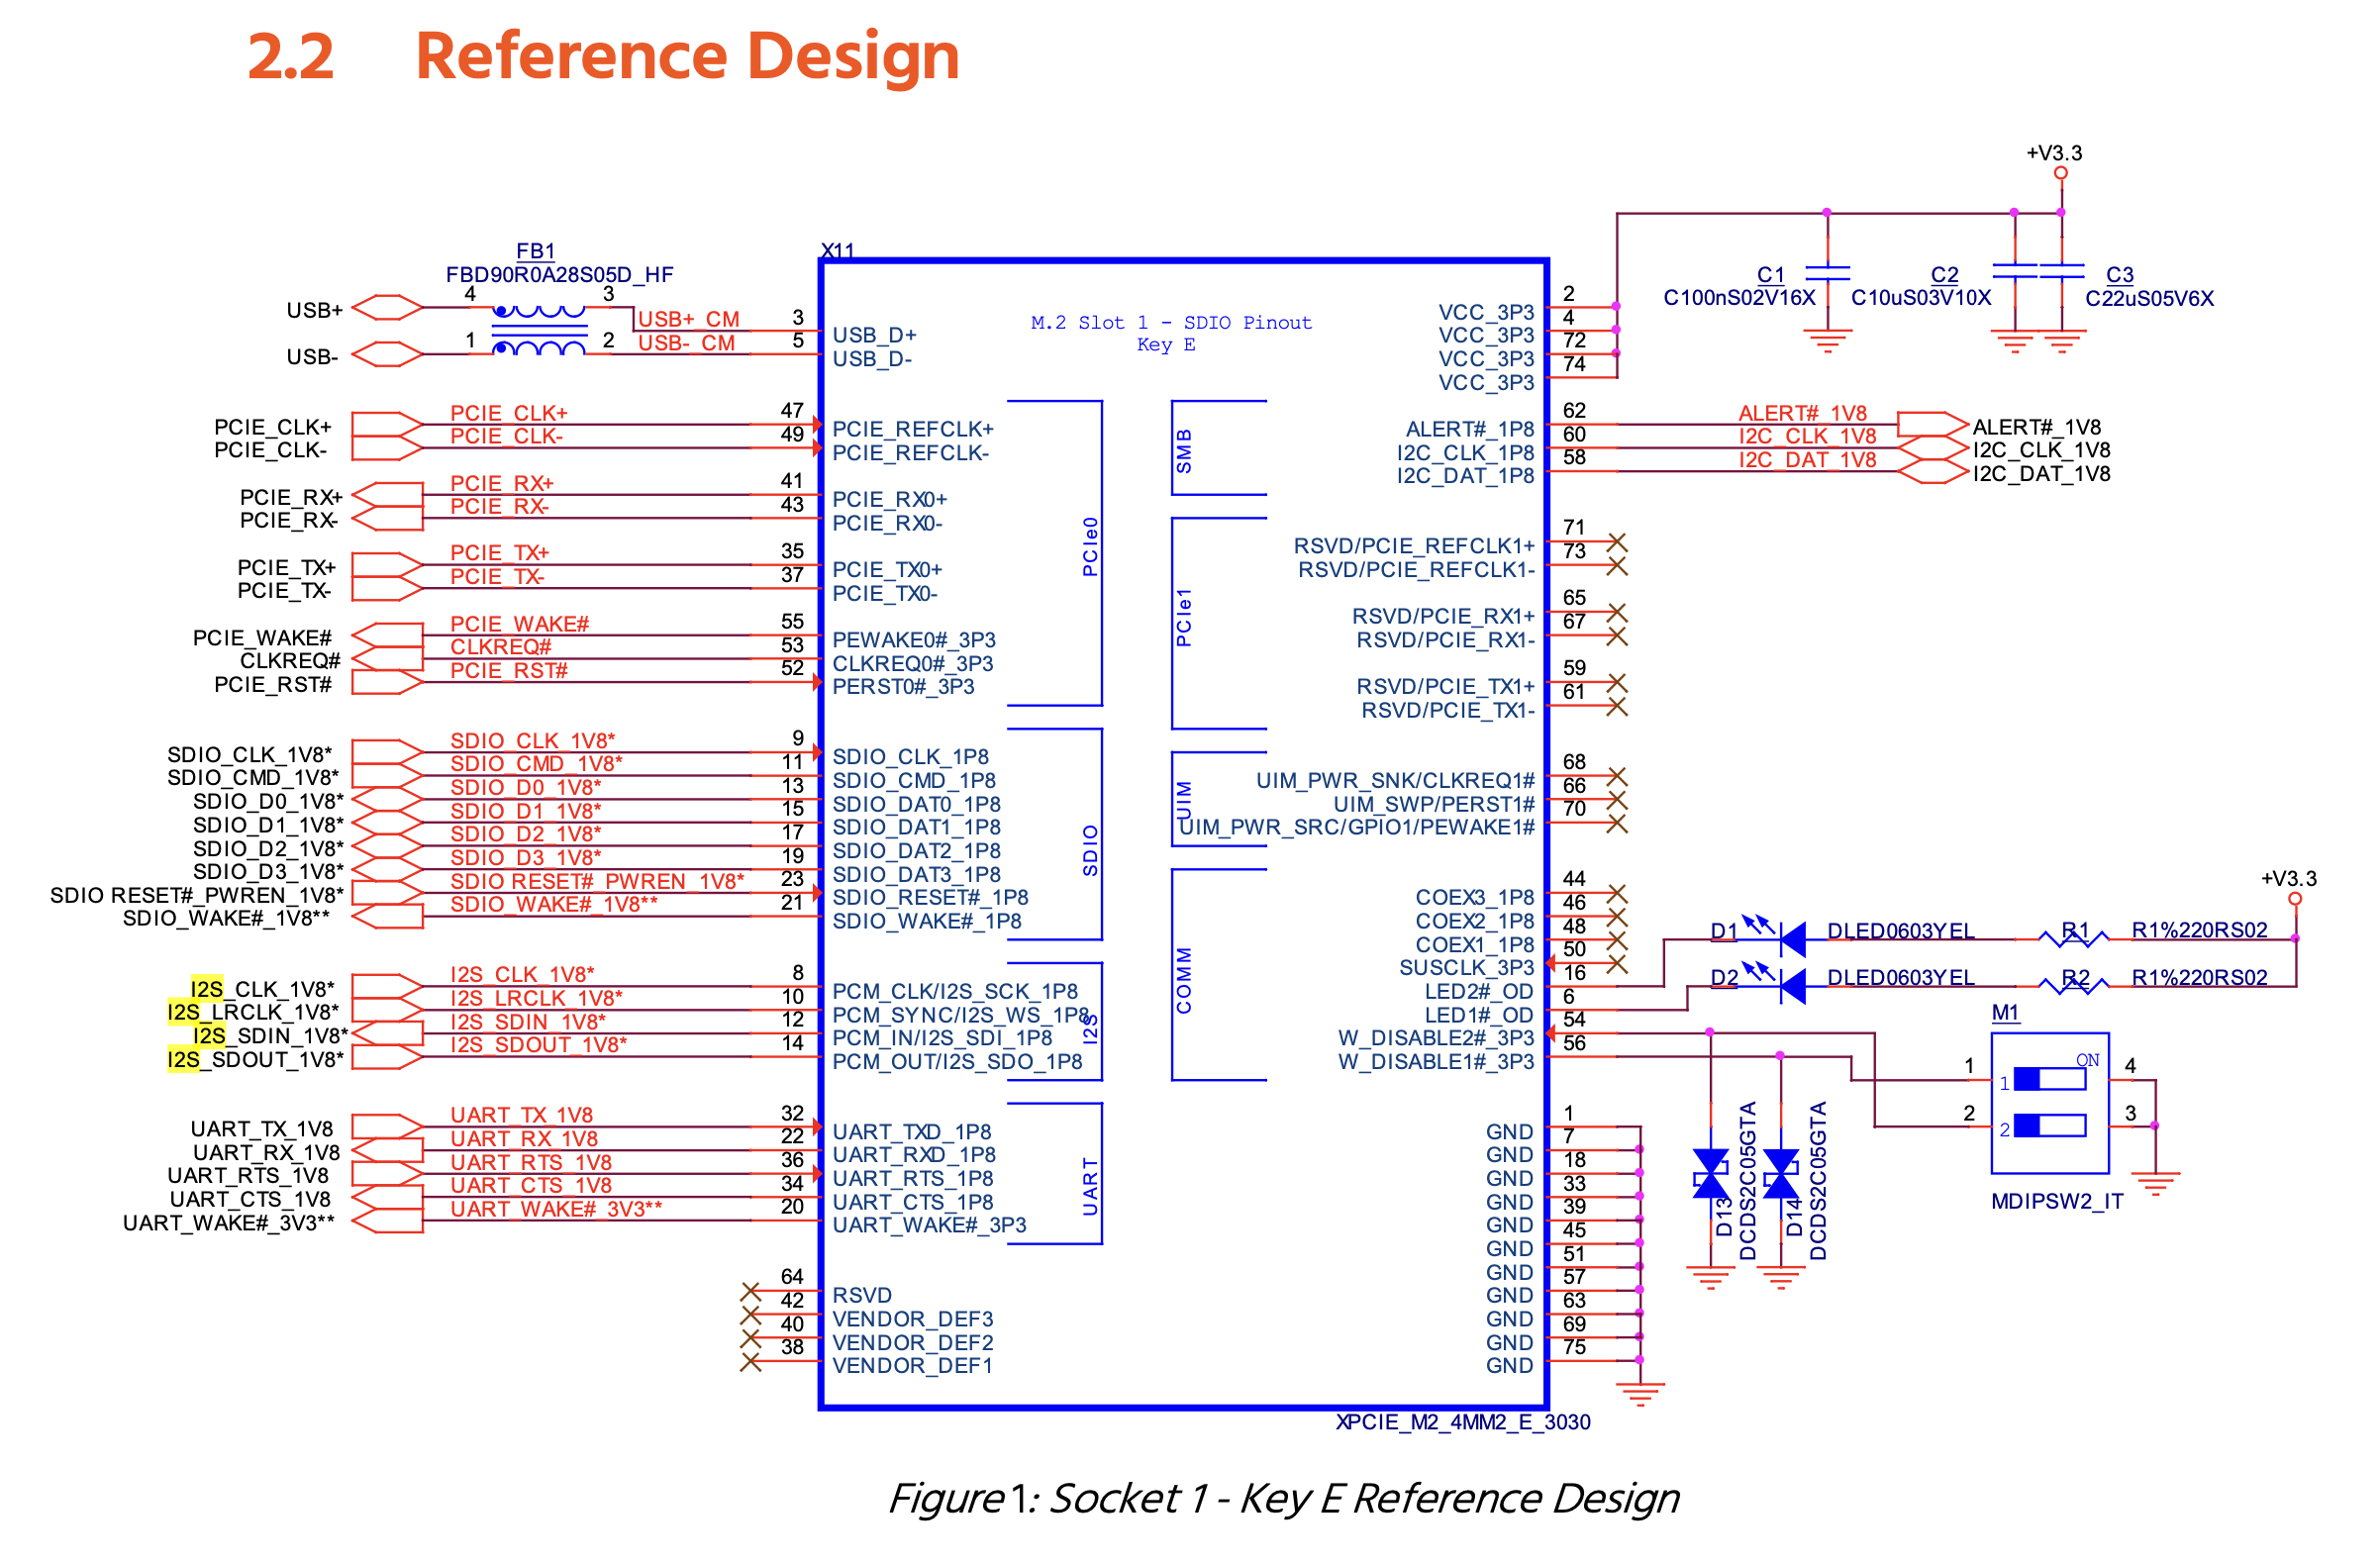 2.2 Reference Design
+V3.3
X11
FB1
FBD90R0A28S05D_HF
4 3
USB+
USB+_CM 3 USB_D+
1 2
USB-
USB-_CM 5 USB_D-
M.2 Slot 1 - SDIO Pinout
Key E
2 VCC_3P3
4 VCC_3P3
72 VCC_3P3
74 VCC_3P3
C1
C100nS02V16X
C2
C10uS03V10X
C3
C22uS05V6X
PCIE_CLK+ PCIE_CLK+ 47 PCIE_REFCLK+
PCIE_CLK- PCIE_CLK- 49 PCIE_REFCLK-
PCIE_RX+ PCIE_RX+ 41 PCIE_RX0+
PCIE_RX- PCIE_RX- 43 PCIE_RX0-
PCIE_TX+ PCIE_TX+ 35 PCIE_TX0+
PCIE_TX- PCIE_TX- 37 PCIE_TX0-
PCIE_WAKE# PCIE_WAKE# 55 PEWAKE0#_3P3
CLKREQ# CLKREQ# 53 CLKREQ0#_3P3
PCIE_RST# PCIE_RST# 52 PERST0#_3P3
PCIe0
SMB
ALERT#_1P8 62 ALERT#_1V8 ALERT#_1V8
I2C_CLK_1P8 60 I2C_CLK_1V8 I2C_CLK_1V8
I2C_DAT_1P8 58 I2C_DAT_1V8 I2C_DAT_1V8
PCIe1
RSVD/PCIE_REFCLK1+ 71
RSVD/PCIE_REFCLK1- 73
RSVD/PCIE_RX1+ 65
RSVD/PCIE_RX1- 67
RSVD/PCIE_TX1+ 59
RSVD/PCIE_TX1- 61
SDIO_CLK_1V8* SDIO_CLK_1V8* 9 SDIO_CLK_1P8
SDIO_CMD_1V8* SDIO_CMD_1V8* 11 SDIO_CMD_1P8
SDIO_D0_1V8* SDIO_D0_1V8* 13 SDIO_DAT0_1P8
SDIO_D1_1V8* SDIO_D1_1V8* 15 SDIO_DAT1_1P8
SDIO_D2_1V8* SDIO_D2_1V8* 17 SDIO_DAT2_1P8
SDIO_D3_1V8* SDIO_D3_1V8* 19 SDIO_DAT3_1P8
SDIO RESET#_PWREN_1V8* SDIO RESET#_PWREN_1V8* 23 SDIO_RESET#_1P8
SDIO_WAKE#_1V8** SDIO_WAKE#_1V8** 21 SDIO_WAKE#_1P8
SDIO
UIM
UIM_PWR_SNK/CLKREQ1# 68
UIM_SWP/PERST1# 66
UIM_PWR_SRC/GPIO1/PEWAKE1# 70
COMM
COEX3_1P8 44
COEX2_1P8 46
COEX1_1P8 48
SUSCLK_3P3 50
LED2#_OD 16
LED1#_OD 6
W_DISABLE2#_3P3 54
W_DISABLE1#_3P3 56
+V3.3
D1 DLED0603YEL R1 R1%220RS02
D2 DLED0603YEL R2 R1%220RS02
M1
ON
1 1 4
2 2 3
MDIPSW2_IT
D13
DCDS2C05GTA
D14
DCDS2C05GTA
I2S_CLK_1V8* I2S_CLK_1V8* 8 PCM_CLK/I2S_SCK_1P8
I2S_LRCLK_1V8* I2S_LRCLK_1V8* 10 PCM_SYNC/I2S_WS_1P8
I2S_SDIN_1V8* I2S_SDIN_1V8* 12 PCM_IN/I2S_SDI_1P8
I2S_SDOUT_1V8* I2S_SDOUT_1V8* 14 PCM_OUT/I2S_SDO_1P8
I2S
UART_TX_1V8 UART_TX_1V8 32 UART_TXD_1P8
UART_RX_1V8 UART_RX_1V8 22 UART_RXD_1P8
UART_RTS_1V8 UART_RTS_1V8 36 UART_RTS_1P8
UART_CTS_1V8 UART_CTS_1V8 34 UART_CTS_1P8
UART_WAKE#_3V3** UART_WAKE#_3V3** 20 UART_WAKE#_3P3
UART
64 RSVD
42 VENDOR_DEF3
40 VENDOR_DEF2
38 VENDOR_DEF1
GND 1
GND 7
GND 18
GND 33
GND 39
GND 45
GND 51
GND 57
GND 63
GND 69
GND 75
XPCIE_M2_4MM2_E_3030
Figure 1: Socket 1 - Key E Reference Design